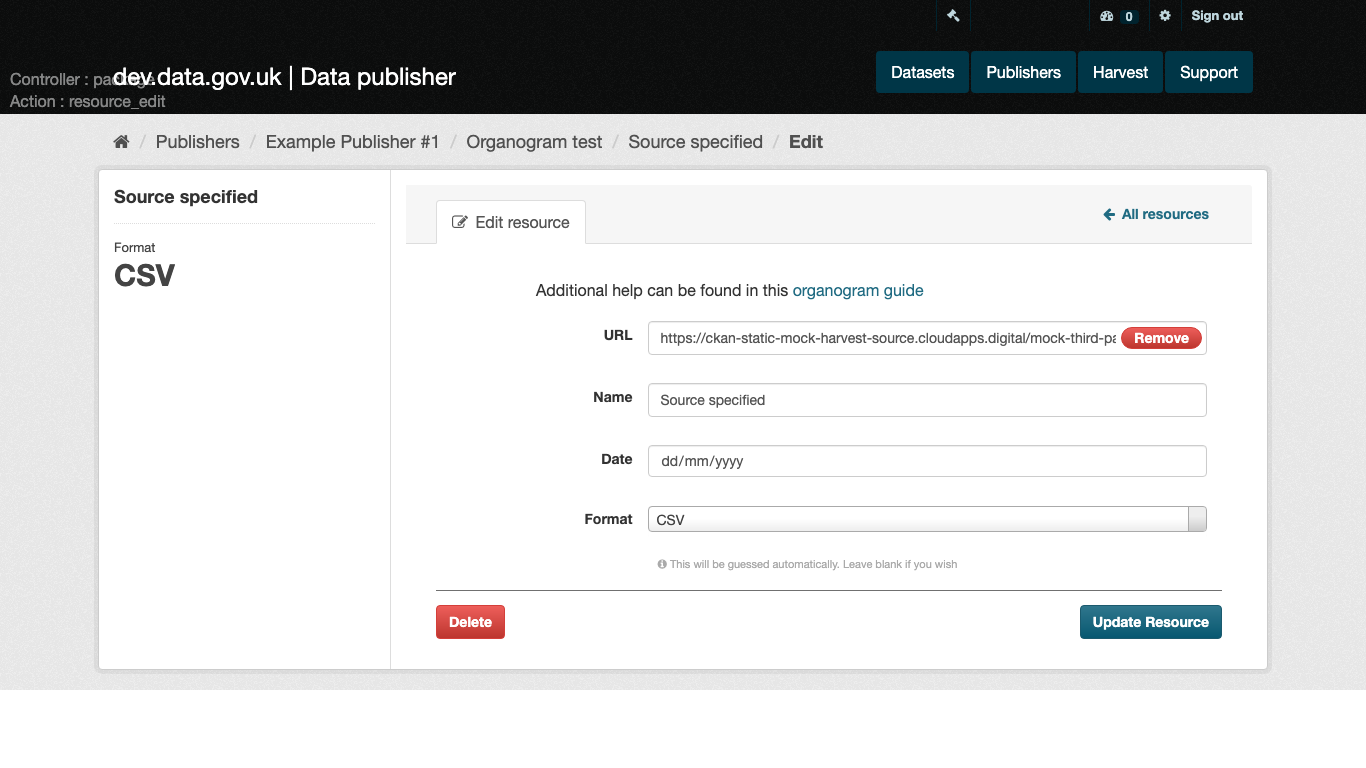 0 Sign out
Controller : package
dev.data.gov.uk | Data publisher
Datasets Publishers Harvest Support
Action : resource_edit
/ Publishers / Example Publisher #1 / Organogram test / Source specified / Edit
Source specified
Format
CSV
Edit resource
All resources
Additional help can be found in this organogram guide
URL https://ckan-static-mock-harvest-source.cloudapps.digital/mock-third-pa Remove
Name Source specified
Date dd/mm/yyyy
Format CSV
This will be guessed automatically. Leave blank if you wish
Delete Update Resource